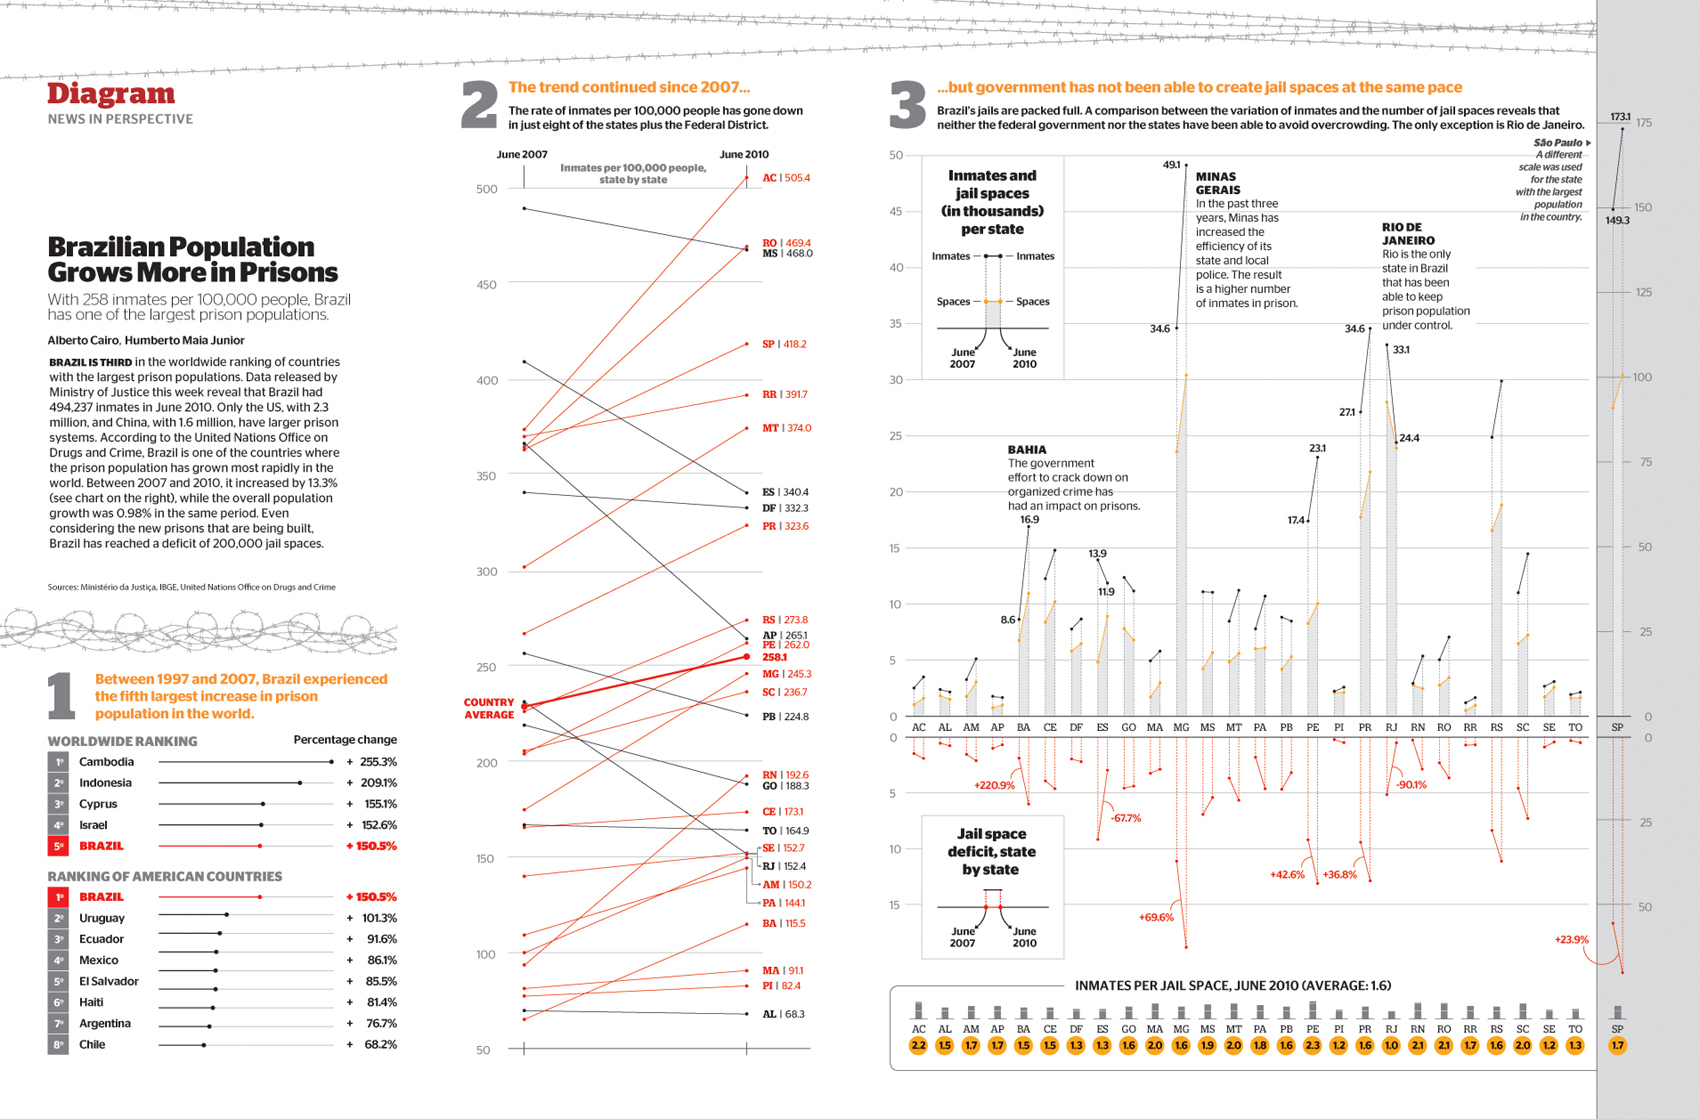 Diagram
NEWS IN PERSPECTIVE
Brazilian Population
Grows More in Prisons
With 258 inmates per 100,000 people, Brazil
has one of the largest prison populations.
Alberto Cairo, Humberto Maia Junior
BRAZIL IS THIRD in the worldwide ranking of countries
with the largest prison populations. Data released by
Ministry of Justice this week reveal that Brazil had
494,237 inmates in June 2010. Only the US, with 2.3
million, and China, with 1.6 million, have larger prison
systems. According to the United Nations Office on
Drugs and Crime, Brazil is one of the countries where
the prison population has grown most rapidly in the
world. Between 2007 and 2010, it increased by 13.3%
(see chart on the right), while the overall population
growth was 0.98% in the same period. Even
considering the new prisons that are being built,
Brazil has reached a deficit of 200,000 jail spaces.
Sources: Ministério da Justiça, IBGE, United Nations Office on Drugs and Crime
1
Between 1997 and 2007, Brazil experienced
the fifth largest increase in prison
population in the world.
WORLDWIDE RANKING Percentage change
1º Cambodia + 255.3%
2º Indonesia + 209.1%
3º Cyprus + 155.1%
4º Israel + 152.6%
5º BRAZIL + 150.5%
RANKING OF AMERICAN COUNTRIES
1º BRAZIL + 150.5%
2º Uruguay + 101.3%
3º Ecuador + 91.6%
4º Mexico + 86.1%
5º El Salvador + 85.5%
6º Haiti + 81.4%
7º Argentina + 76.7%
8º Chile + 68.2%
2
The trend continued since 2007...
The rate of inmates per 100,000 people has gone down
in just eight of the states plus the Federal District.
June 2007 June 2010
Inmates per 100,000 people,
state by state
500
450
400
350
300
250
200
150
100
50
COUNTRY
AVERAGE
AC | 505.4
RO | 469.4
MS | 468.0
SP | 418.2
RR | 391.7
MT | 374.0
ES | 340.4
DF | 332.3
PR | 323.6
RS | 273.8
AP | 265.1
PE | 262.0
258.1
MG | 245.3
SC | 236.7
PB | 224.8
RN | 192.6
GO | 188.3
CE | 173.1
TO | 164.9
SE | 152.7
RJ | 152.4
AM | 150.2
PA | 144.1
BA | 115.5
MA | 91.1
PI | 82.4
AL | 68.3
3
...but government has not been able to create jail spaces at the same pace
Brazil's jails are packed full. A comparison between the variation of inmates and the number of jail spaces reveals that
neither the federal government nor the states have been able to avoid overcrowding. The only exception is Rio de Janeiro.
50
45
40
35
30
25
20
15
10
5
0
Inmates and
jail spaces
(in thousands)
per state
Inmates Inmates
Spaces Spaces
June
2007
June
2010
BAHIA
The government
effort to crack down on
organized crime has
had an impact on prisons.
16.9
8.6
13.9
11.9
49.1
34.6
MINAS
GERAIS
In the past three
years, Minas has
increased the
efficiency of its
state and local
police. The result
is a higher number
of inmates in prison.
23.1
17.4
34.6
27.1
RIO DE
JANEIRO
Rio is the only
state in Brazil
that has been
able to keep
prison population
under control.
33.1
24.4
São Paulo
A different
scale was used
for the state
with the largest
population
in the country.
173.1
149.3
175
150
125
100
75
50
25
0
AC AL AM AP BA CE DF ES GO MA MG MS MT PA PB PE PI PR RJ RN RO RR RS SC SE TO SP
0
5
10
15
0
25
50
+220.9%
-67.7%
+69.6%
+42.6%
+36.8%
-90.1%
+23.9%
Jail space
deficit, state
by state
June
2007
June
2010
INMATES PER JAIL SPACE, JUNE 2010 (AVERAGE: 1.6)
AC AL AM AP BA CE DF ES GO MA MG MS MT PA PB PE PI PR RJ RN RO RR RS SC SE TO SP
2.2 1.5 1.7 1.7 1.5 1.5 1.3 1.3 1.6 2.0 1.6 1.9 2.0 1.8 1.6 2.3 1.2 1.6 1.0 2.1 2.1 1.7 1.6 2.0 1.2 1.3 1.7